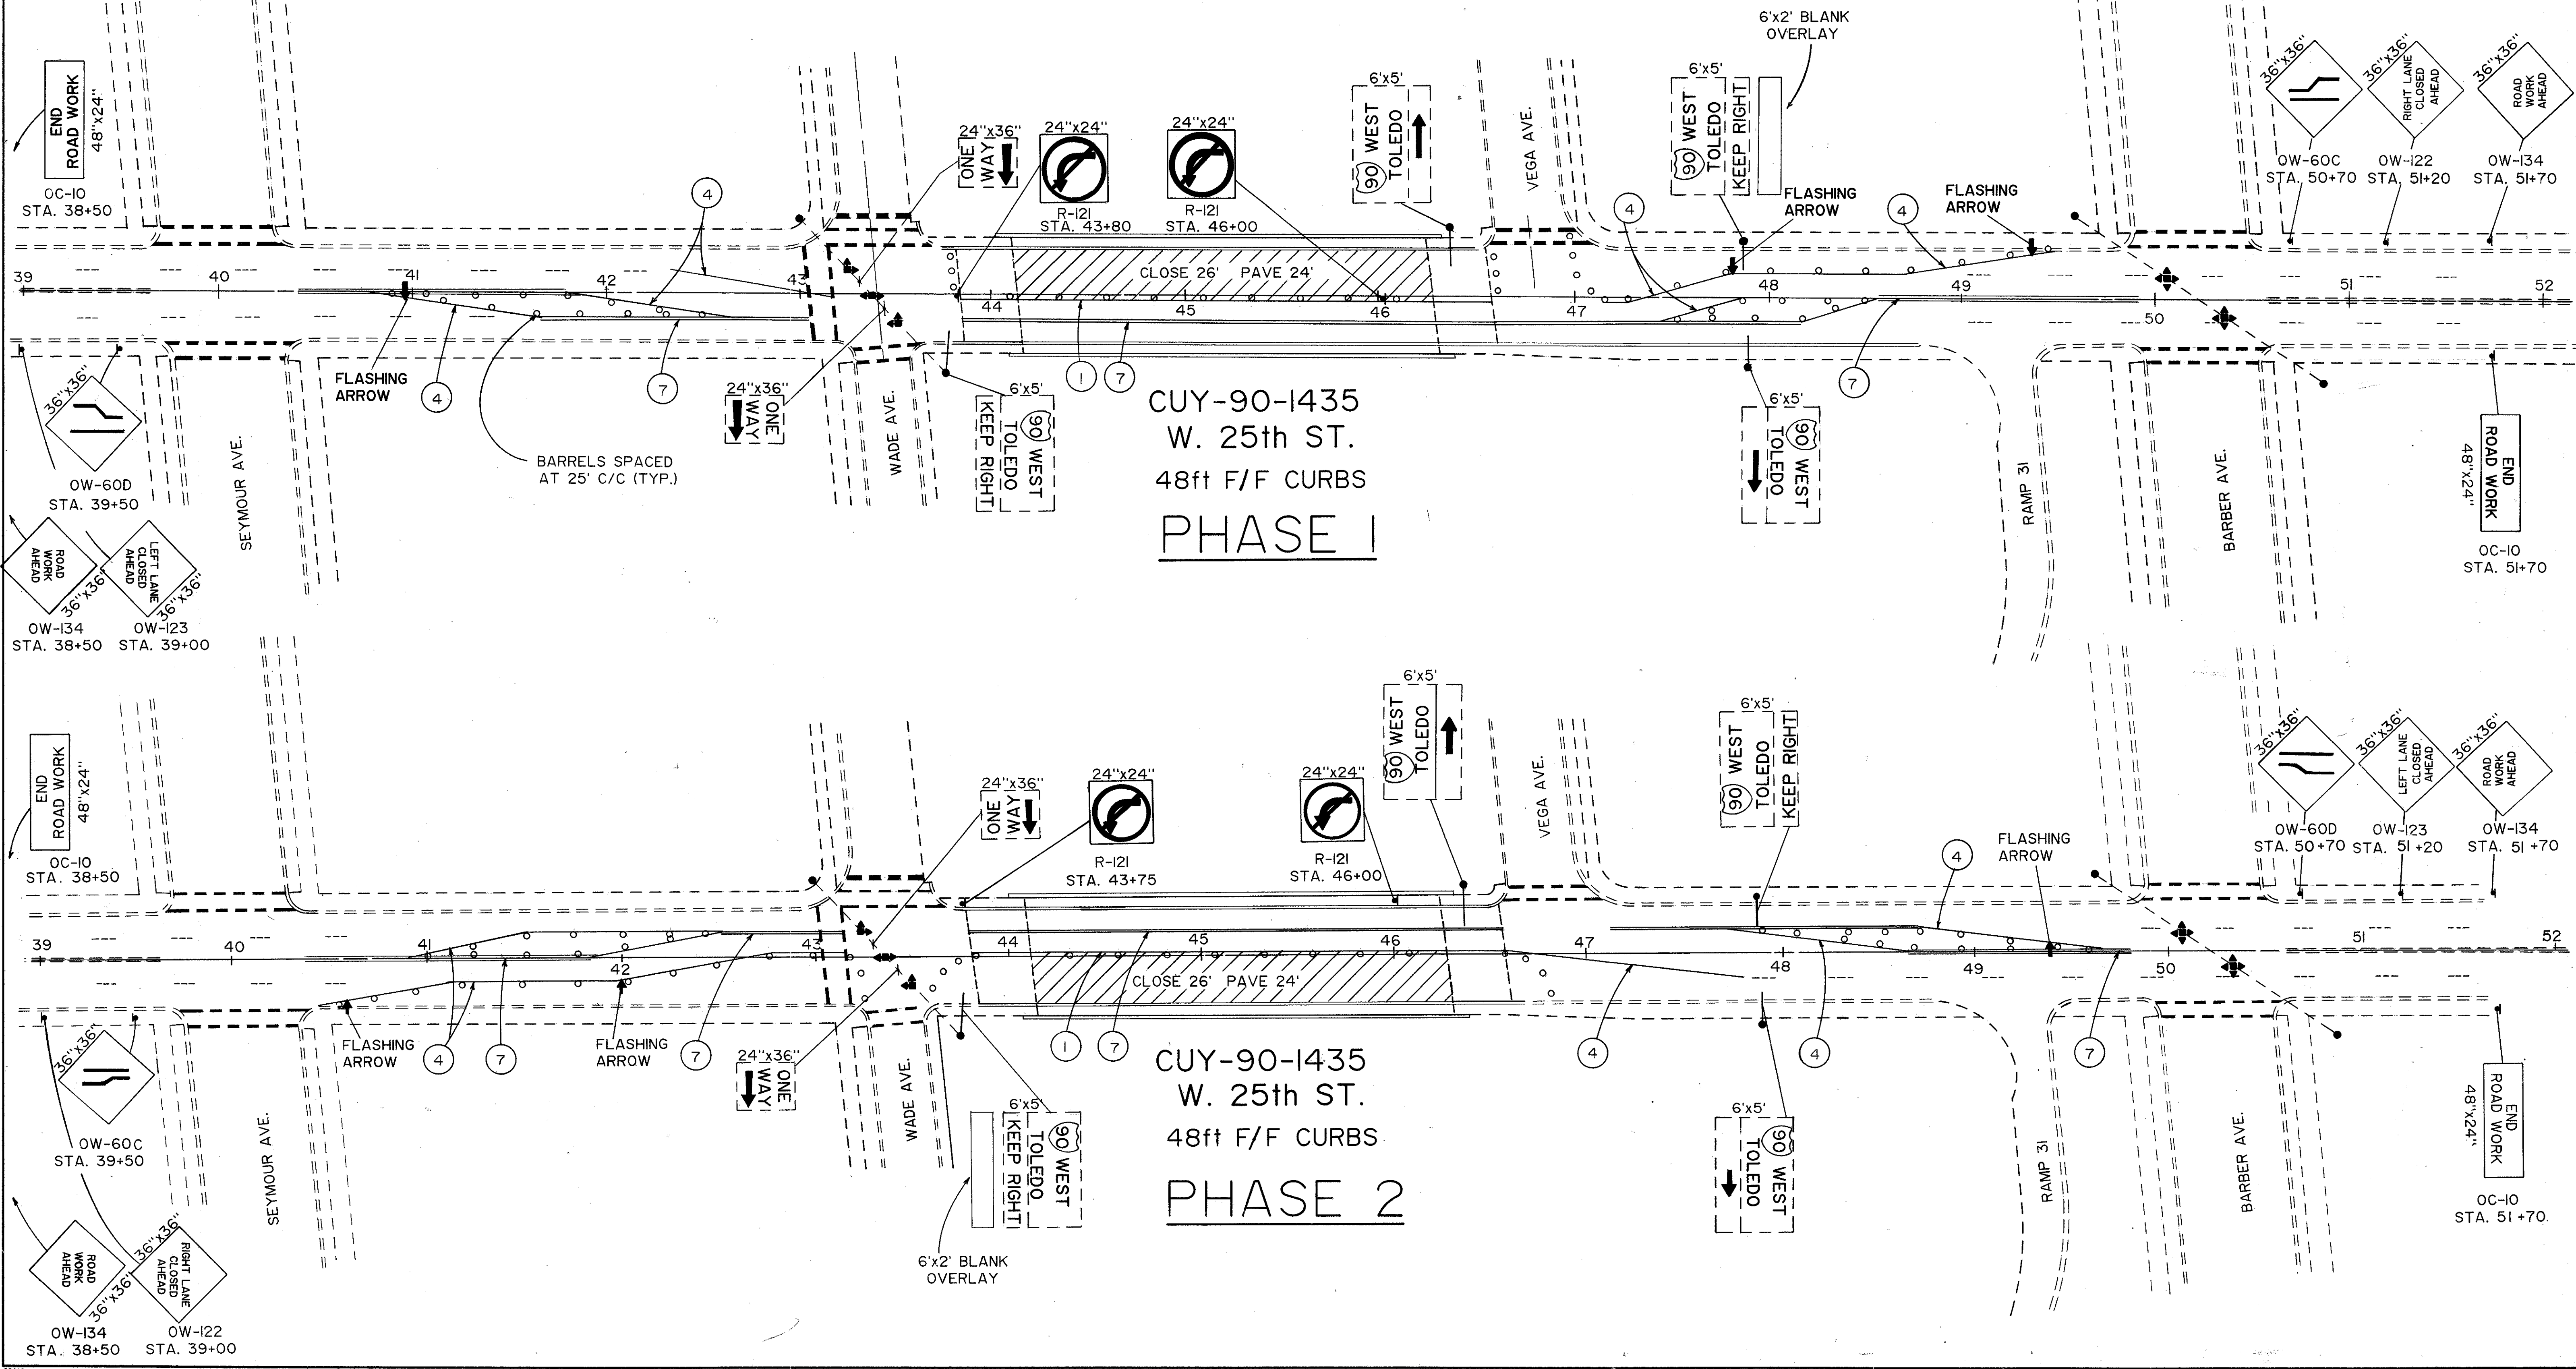 6'x2' BLANK
OVERLAY
END
ROAD WORK
48"x24"
OC-10
STA. 38+50
4
24"x36"
ONE
WAY
24"x24"
R-121
STA. 43+80
24"x24"
R-121
STA. 46+00
6'x5'
90 WEST
TOLEDO
VEGA AVE.
6'x5'
90 WEST
TOLEDO
KEEP RIGHT
4
FLASHING
ARROW
4
FLASHING
ARROW
36"x36"
OW-60C
STA. 50+70
36"x36"
RIGHT LANE
CLOSED
AHEAD
OW-122
STA. 51+20
36"x36"
ROAD
WORK
AHEAD
OW-134
STA. 51+70
39
40
41
42
43
44
45
46
47
48
49
50
51
52
CLOSE 26' PAVE 24'
FLASHING
ARROW
4
7
BARRELS SPACED
AT 25' C/C (TYP.)
24"x36"
ONE
WAY
WADE AVE.
6'x5'
90 WEST
TOLEDO
KEEP RIGHT
1
7
CUY-90-1435
W. 25th ST.
48ft F/F CURBS
PHASE 1
6'x5'
90 WEST
TOLEDO
7
RAMP 31
BARBER AVE.
END
ROAD WORK
48"x24"
OC-10
STA. 51+70
36"x36"
OW-60D
STA. 39+50
SEYMOUR AVE.
ROAD
WORK
AHEAD
36"x36"
OW-134
STA. 38+50
LEFT LANE
CLOSED
AHEAD
36"x36"
OW-123
STA. 39+00
END
ROAD WORK
48"x24"
OC-10
STA. 38+50
24"x36"
ONE
WAY
24"x24"
R-121
STA. 43+75
24"x24"
R-121
STA. 46+00
6'x5'
90 WEST
TOLEDO
VEGA AVE.
6'x5'
90 WEST
TOLEDO
KEEP RIGHT
4
FLASHING
ARROW
36"x36"
OW-60D
STA. 50+70
36"x36"
LEFT LANE
CLOSED
AHEAD
OW-123
STA. 51+20
36"x36"
ROAD
WORK
AHEAD
OW-134
STA. 51+70
39
40
41
42
43
44
45
46
47
48
49
50
51
52
CLOSE 26' PAVE 24'
FLASHING
ARROW
4
7
FLASHING
ARROW
7
24"x36"
ONE
WAY
WADE AVE.
6'x5'
90 WEST
TOLEDO
KEEP RIGHT
6'x2' BLANK
OVERLAY
1
7
CUY-90-1435
W. 25th ST.
48ft F/F CURBS
PHASE 2
4
4
7
6'x5'
90 WEST
TOLEDO
RAMP 31
BARBER AVE.
END
ROAD WORK
48"x24"
OC-10
STA. 51+70
36"x36"
OW-60C
STA. 39+50
SEYMOUR AVE.
ROAD
WORK
AHEAD
36"x36"
OW-134
STA. 38+50
36"x36"
RIGHT LANE
CLOSED
AHEAD
OW-122
STA. 39+00